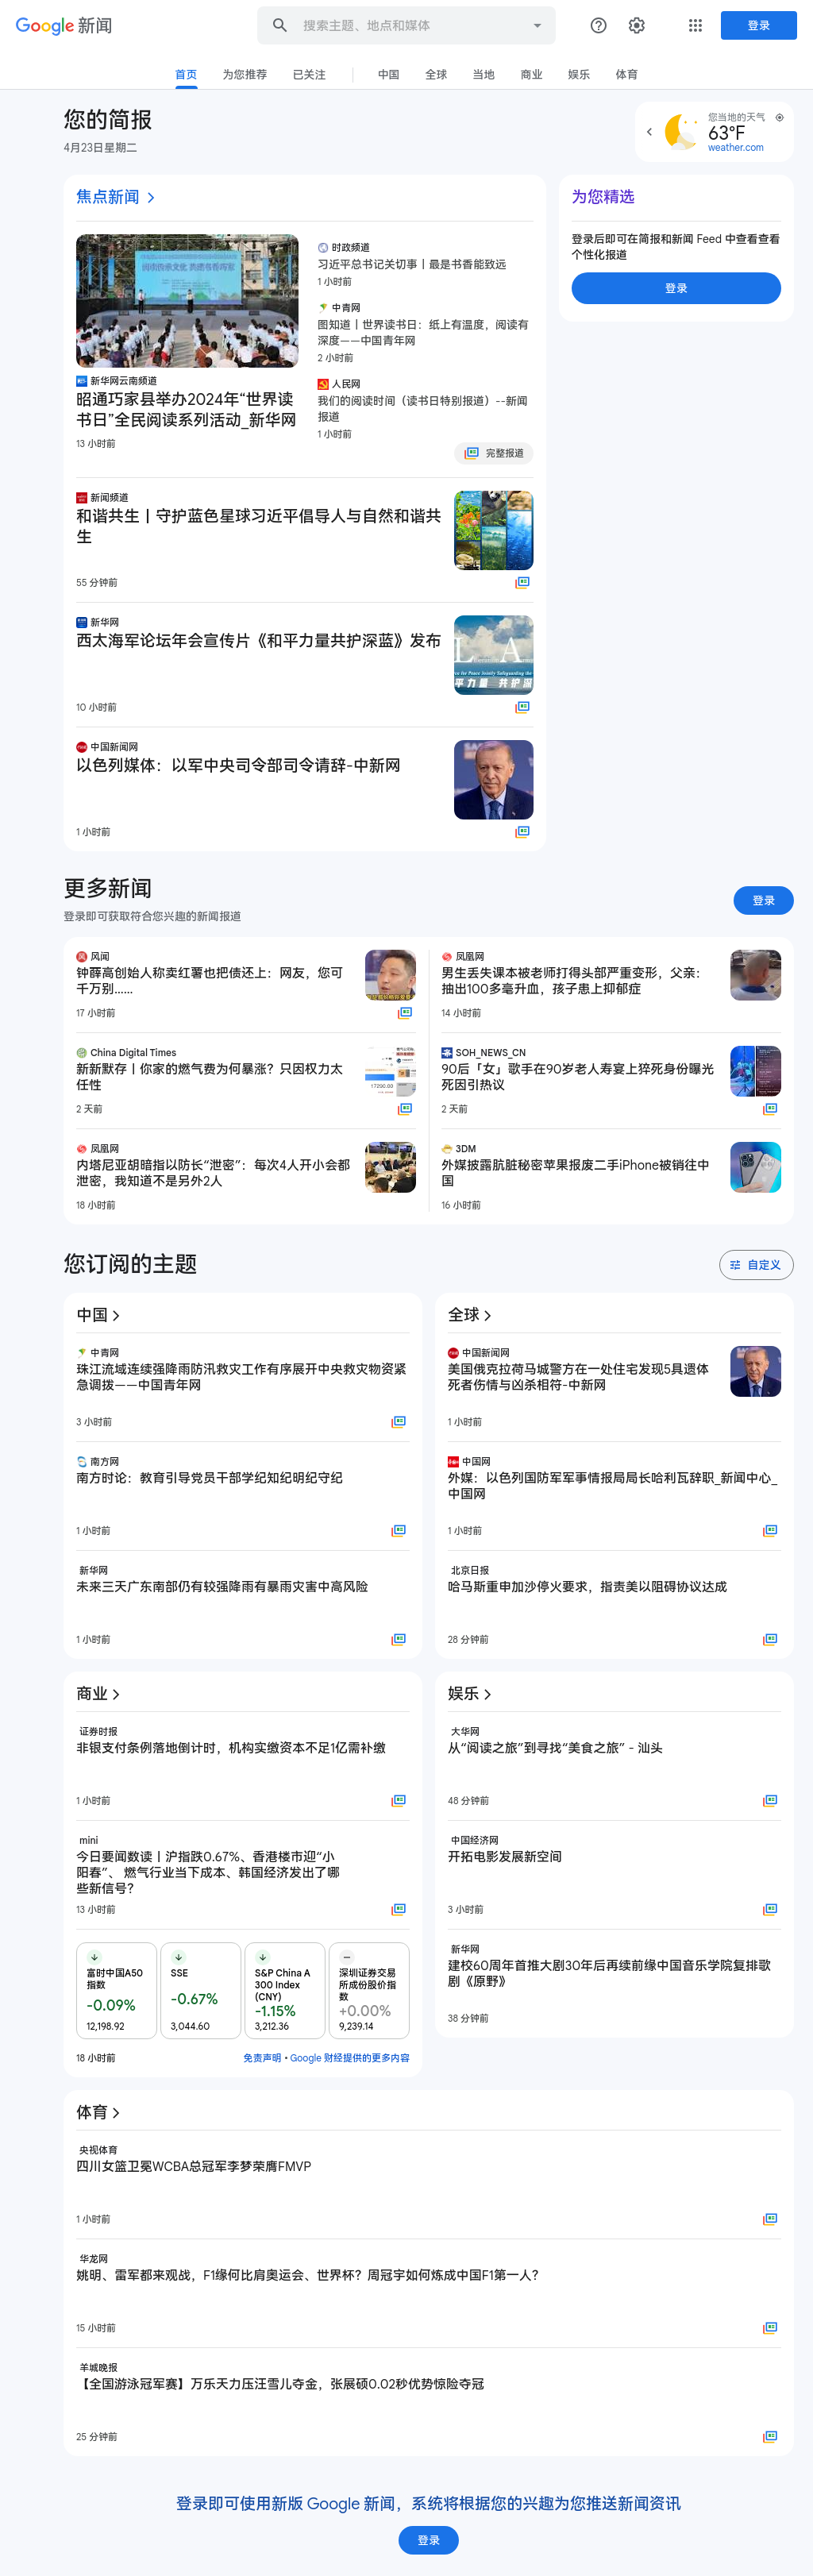 Google 新闻
搜索主题、地点和媒体
登录
首页
为您推荐
已关注
中国
全球
当地
商业
娱乐
体育
您的简报
4月23日星期二
您当地的天气
63°F
weather.com
焦点新闻
新华网云南频道
昭通巧家县举办2024年“世界读
书日”全民阅读系列活动_新华网
13 小时前
时政频道
习近平总书记关切事丨最是书香能致远
1 小时前
中青网
图知道丨世界读书日：纸上有温度，阅读有
深度——中国青年网
2 小时前
人民网
我们的阅读时间（读书日特别报道）--新闻
报道
1 小时前
完整报道
新闻频道
和谐共生丨守护蓝色星球习近平倡导人与自然和谐共
生
55 分钟前
新华网
西太海军论坛年会宣传片《和平力量共护深蓝》发布
10 小时前
中国新闻网
以色列媒体：以军中央司令部司令请辞-中新网
1 小时前
为您精选
登录后即可在简报和新闻 Feed 中查看查看
个性化报道
登录
更多新闻
登录即可获取符合您兴趣的新闻报道
登录
风闻
钟薛高创始人称卖红薯也把债还上：网友，您可
千万别……
17 小时前
China Digital Times
新新默存丨你家的燃气费为何暴涨？只因权力太
任性
2 天前
凤凰网
内塔尼亚胡暗指以防长“泄密”：每次4人开小会都
泄密，我知道不是另外2人
18 小时前
凤凰网
男生丢失课本被老师打得头部严重变形，父亲：
抽出100多毫升血，孩子患上抑郁症
14 小时前
SOH_NEWS_CN
90后「女」歌手在90岁老人寿宴上猝死身份曝光
死因引热议
2 天前
3DM
外媒披露肮脏秘密苹果报废二手iPhone被销往中
国
16 小时前
您订阅的主题
自定义
中国
中青网
珠江流域连续强降雨防汛救灾工作有序展开中央救灾物资紧
急调拨——中国青年网
3 小时前
南方网
南方时论：教育引导党员干部学纪知纪明纪守纪
1 小时前
新华网
未来三天广东南部仍有较强降雨有暴雨灾害中高风险
1 小时前
全球
中国新闻网
美国俄克拉荷马城警方在一处住宅发现5具遗体
死者伤情与凶杀相符-中新网
1 小时前
中国网
外媒：以色列国防军军事情报局局长哈利瓦辞职_新闻中心_
中国网
1 小时前
北京日报
哈马斯重申加沙停火要求，指责美以阻碍协议达成
28 分钟前
商业
证券时报
非银支付条例落地倒计时，机构实缴资本不足1亿需补缴
1 小时前
mini
今日要闻数读丨沪指跌0.67%、香港楼市迎“小
阳春”、 燃气行业当下成本、韩国经济发出了哪
些新信号？
13 小时前
富时中国A50
指数
-0.09%
12,198.92
SSE
-0.67%
3,044.60
S&P China A
300 Index
(CNY)
-1.15%
3,212.36
深圳证券交易
所成份股价指
数
+0.00%
9,239.14
18 小时前
免责声明 • Google 财经提供的更多内容
娱乐
大华网
从“阅读之旅”到寻找“美食之旅” - 汕头
48 分钟前
中国经济网
开拓电影发展新空间
3 小时前
新华网
建校60周年首推大剧30年后再续前缘中国音乐学院复排歌
剧《原野》
38 分钟前
体育
央视体育
四川女篮卫冕WCBA总冠军李梦荣膺FMVP
1 小时前
华龙网
姚明、雷军都来观战，F1缘何比肩奥运会、世界杯？周冠宇如何炼成中国F1第一人？
15 小时前
羊城晚报
【全国游泳冠军赛】万乐天力压汪雪儿夺金，张展硕0.02秒优势惊险夺冠
25 分钟前
登录即可使用新版 Google 新闻，系统将根据您的兴趣为您推送新闻资讯
登录